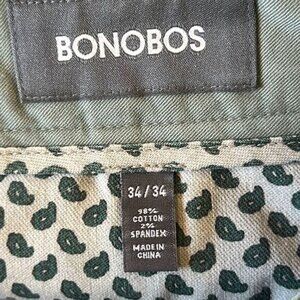 BONOBOS
34/34
98%
COTTON
2%
SPANDEX
MADE IN
CHINA